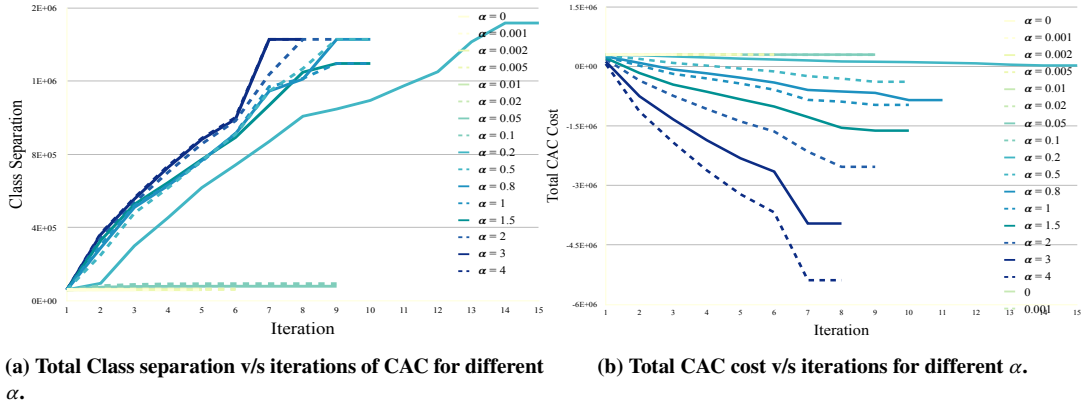 2E+06
1E+06
8E+05
4E+05
0E+00
Class Separation
1 2 3 4 5 6 7 8 9 10 11 12 13 14 15
Iteration
α = 0
α = 0.001
α = 0.002
α = 0.005
α = 0.01
α = 0.02
α = 0.05
α = 0.1
α = 0.2
α = 0.5
α = 0.8
α = 1
α = 1.5
α = 2
α = 3
α = 4
(a) Total Class separation v/s iterations of CAC for different
α.
1.5E+06
0E+00
-1.5E+06
-3E+06
-4.5E+06
-6E+06
Total CAC Cost
1 2 3 4 5 6 7 8 9 10 11 12 13 14 15
Iteration
α = 0
α = 0.001
α = 0.002
α = 0.005
α = 0.01
α = 0.02
α = 0.05
α = 0.1
α = 0.2
α = 0.5
α = 0.8
α = 1
α = 1.5
α = 2
α = 3
α = 4
0
0.001
(b) Total CAC cost v/s iterations for different α.